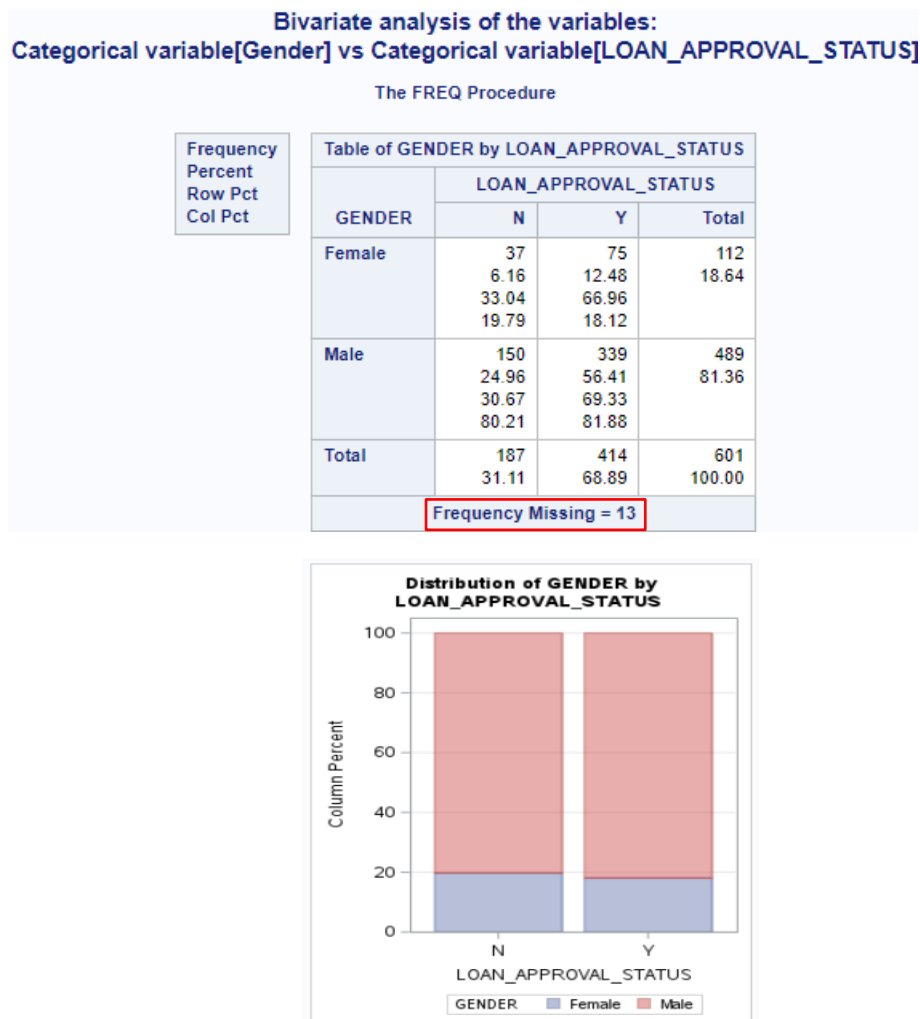 Bivariate analysis of the variables:
Categorical variable[Gender] vs Categorical variable[LOAN_APPROVAL_STATUS]
The FREQ Procedure
Frequency
Percent
Row Pct
Col Pct
Table of GENDER by LOAN_APPROVAL_STATUS
LOAN_APPROVAL_STATUS
GENDER N Y Total
Female 37 75 112
6.16 12.48 18.64
33.04 66.96
19.79 18.12
Male 150 339 489
24.96 56.41 81.36
30.67 69.33
80.21 81.88
Total 187 414 601
31.11 68.89 100.00
Frequency Missing = 13
Distribution of GENDER by
LOAN_APPROVAL_STATUS
100
80
60
40
20
0
Column Percent
N Y
LOAN_APPROVAL_STATUS
GENDER Female Male